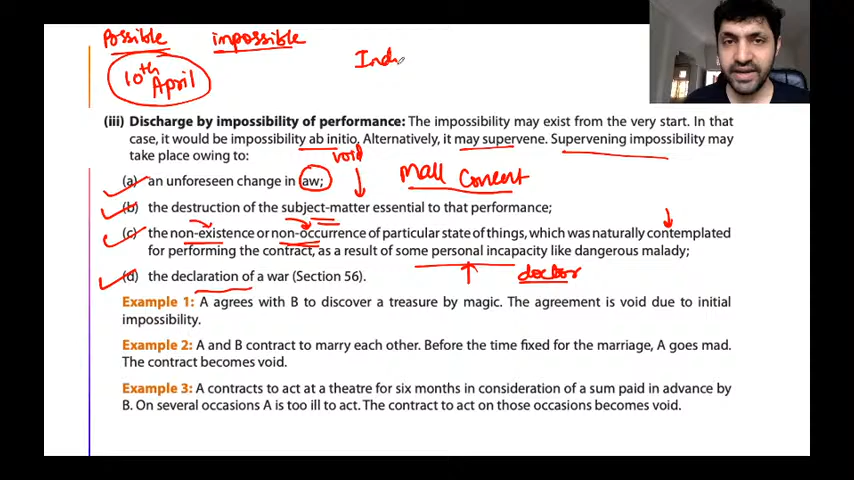 Possible impossible
10th April
Ind
(iii) Discharge by impossibility of performance: The impossibility may exist from the very start. In that
case, it would be impossibility ab initio. Alternatively, it may supervene. Supervening impossibility may
take place owing to:
void
(a) an unforeseen change in law;
Mall Concert
(b) the destruction of the subject-matter essential to that performance;
(c) the non-existence or non-occurrence of particular state of things, which was naturally contemplated
for performing the contract, as a result of some personal incapacity like dangerous malady;
(d) the declaration of a war (Section 56).
doctor
Example 1: A agrees with B to discover a treasure by magic. The agreement is void due to initial
impossibility.
Example 2: A and B contract to marry each other. Before the time fixed for the marriage, A goes mad.
The contract becomes void.
Example 3: A contracts to act at a theatre for six months in consideration of a sum paid in advance by
B. On several occasions A is too ill to act. The contract to act on those occasions becomes void.